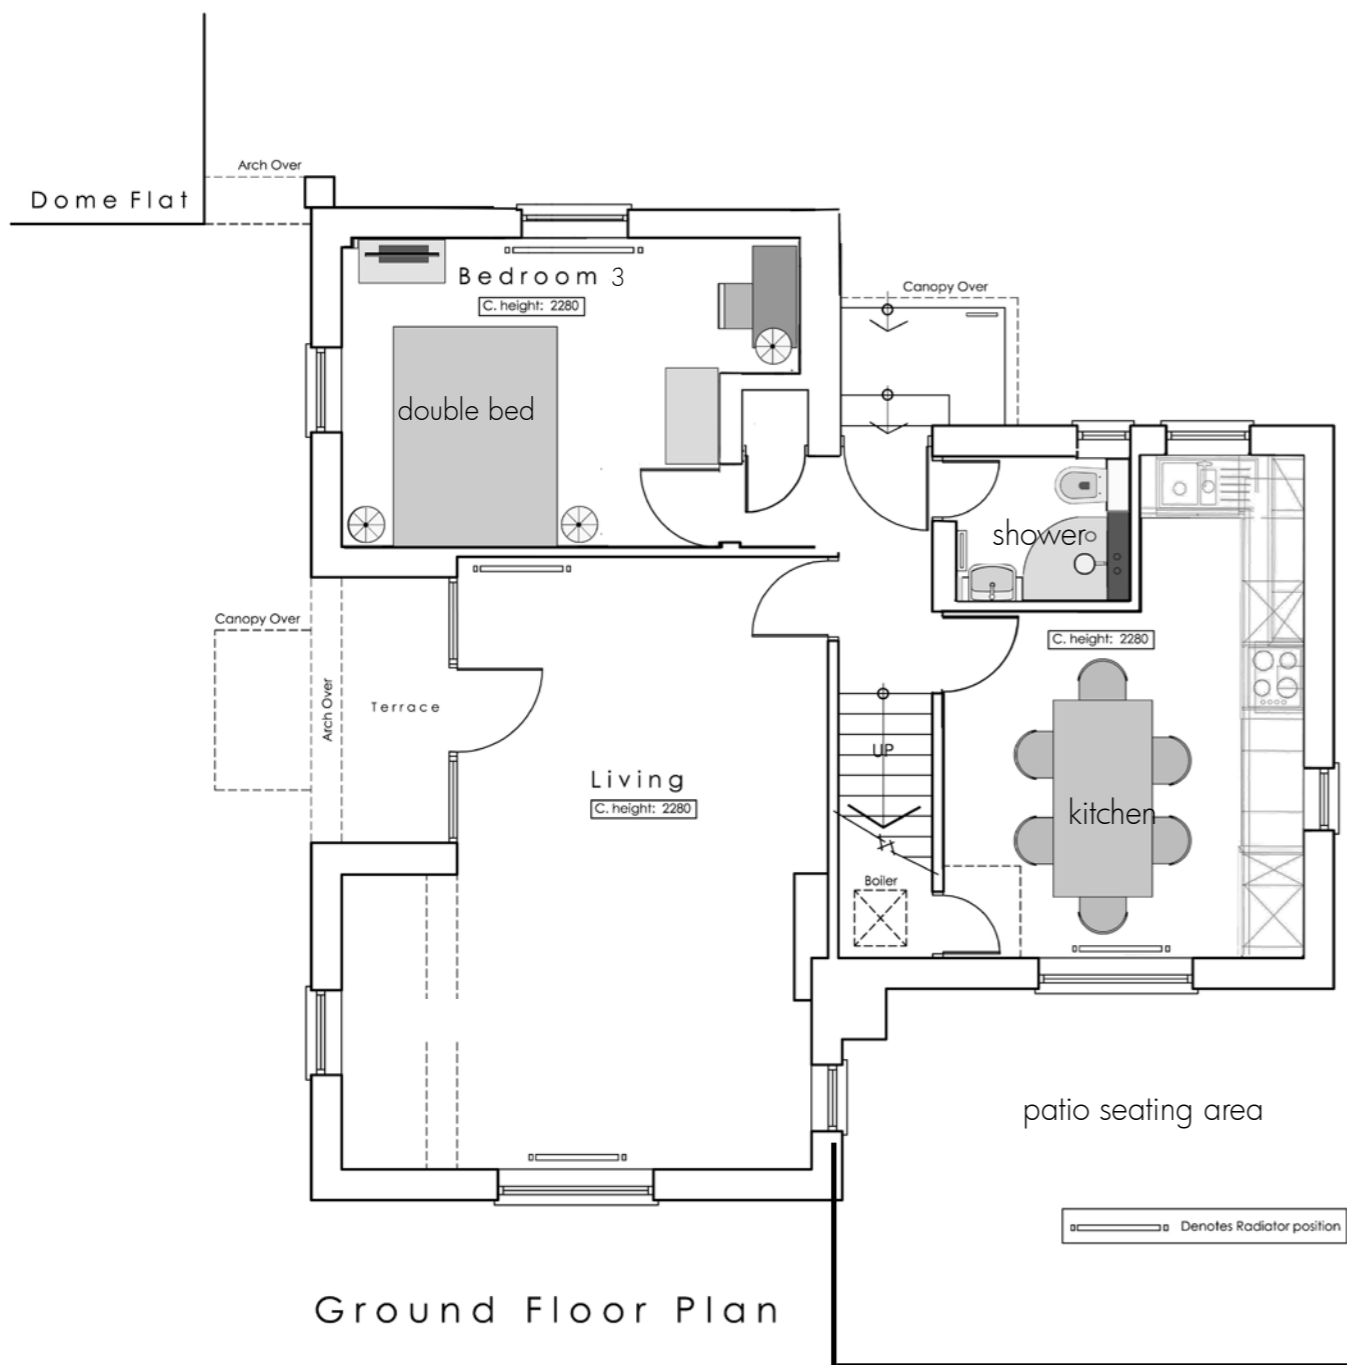 Arch Over
Dome Flat
Bedroom 3
C. height: 2280
Canopy Over
double bed
shower
Canopy Over
Arch Over
Terrace
C. height: 2280
UP
Living
C. height: 2280
kitchen
Boiler
patio seating area
Denotes Radiator position
Ground Floor Plan